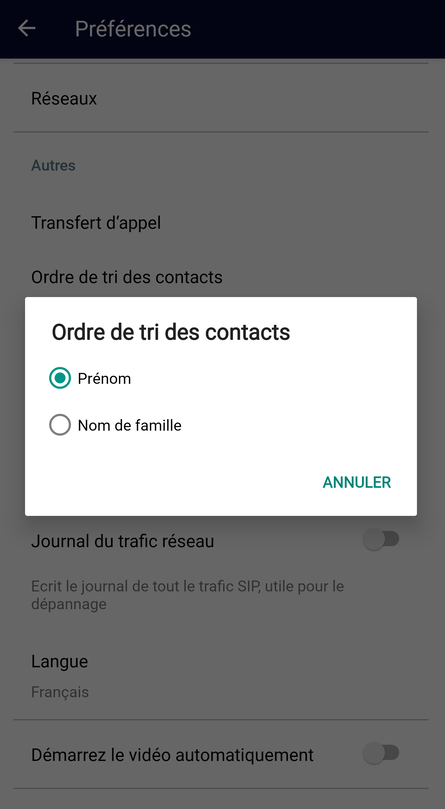 Préférences
Réseaux
Autres
Transfert d'appel
Ordre de tri des contacts
Ordre de tri des contacts
Prénom
Nom de famille
ANNULER
Journal du trafic réseau
Ecrit le journal de tout le trafic SIP, utile pour le
dépannage
Langue
Français
Démarrez le vidéo automatiquement